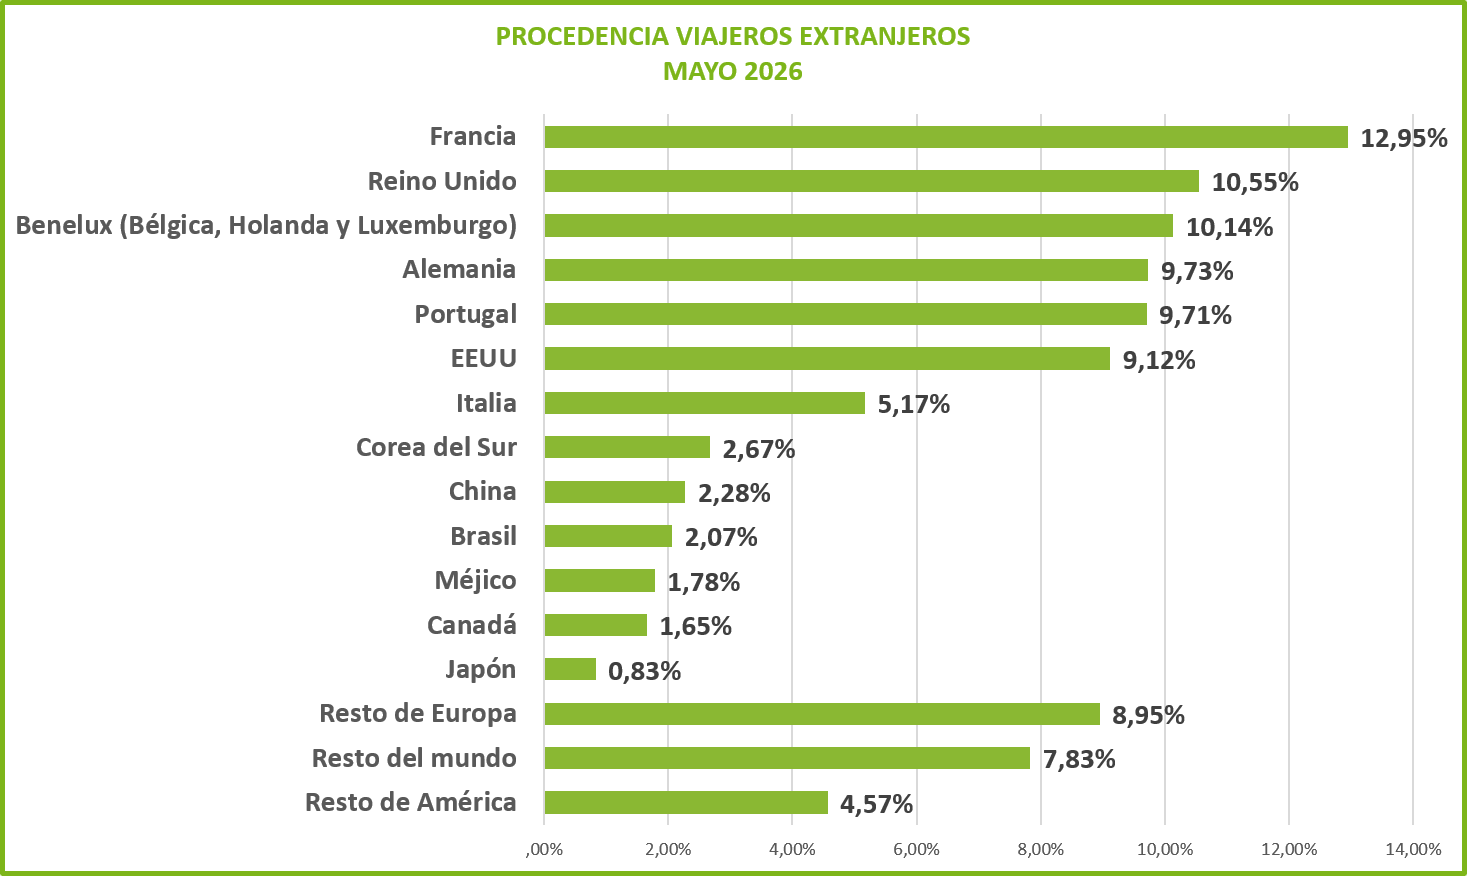 PROCEDENCIA VIAJEROS EXTRANJEROS
MAYO 2026
Francia 12,95%
Reino Unido 10,55%
Benelux (Bélgica, Holanda y Luxemburgo) 10,14%
Alemania 9,73%
Portugal 9,71%
EEUU 9,12%
Italia 5,17%
Corea del Sur 2,67%
China 2,28%
Brasil 2,07%
Méjico 1,78%
Canadá 1,65%
Japón 0,83%
Resto de Europa 8,95%
Resto del mundo 7,83%
Resto de América 4,57%
,00% 2,00% 4,00% 6,00% 8,00% 10,00% 12,00% 14,00%